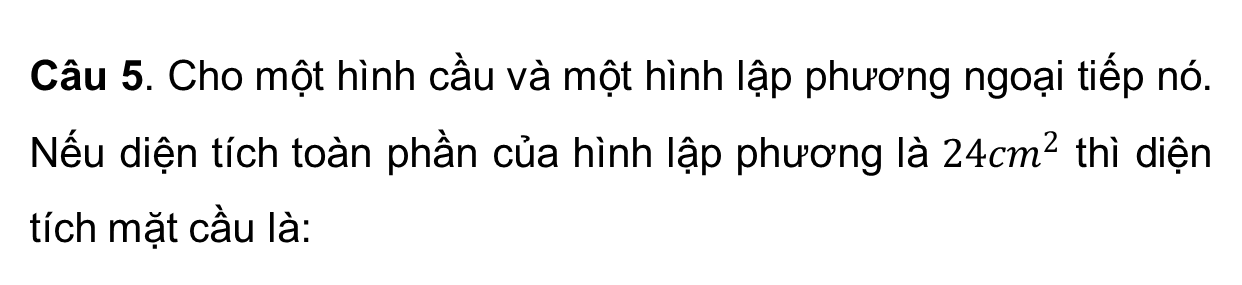 Câu 5. Cho một hình cầu và một hình lập phương ngoại tiếp nó.
Nếu diện tích toàn phần của hình lập phương là 24cm² thì diện
tích mặt cầu là: